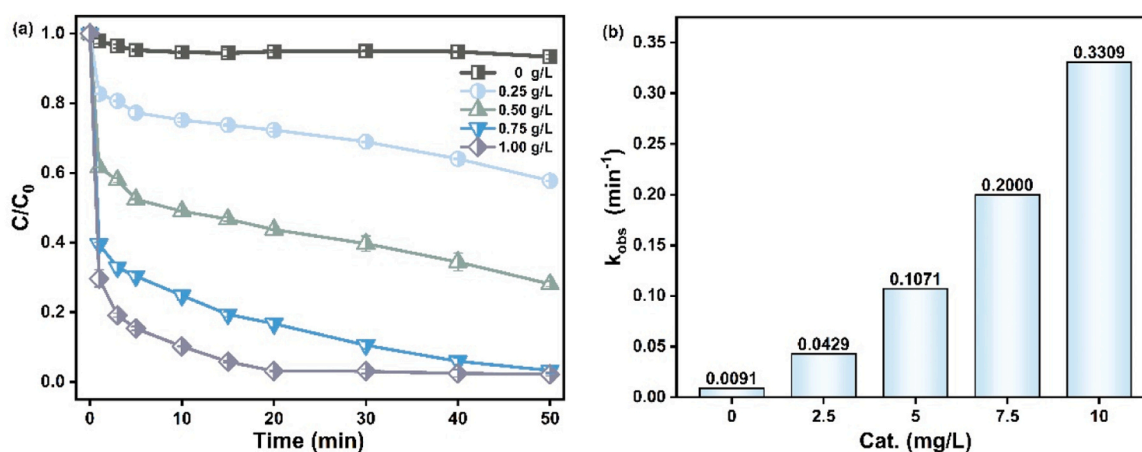 (a)
1.0
0.8
0.6
0.4
0.2
0.0
C/C₀
0 g/L
0.25 g/L
0.50 g/L
0.75 g/L
1.00 g/L
0 10 20 30 40 50
Time (min)
(b)
0.35
0.30
0.25
0.20
0.15
0.10
0.05
0.00
k_obs (min⁻¹)
0.0091
0.0429
0.1071
0.2000
0.3309
0 2.5 5 7.5 10
Cat. (mg/L)